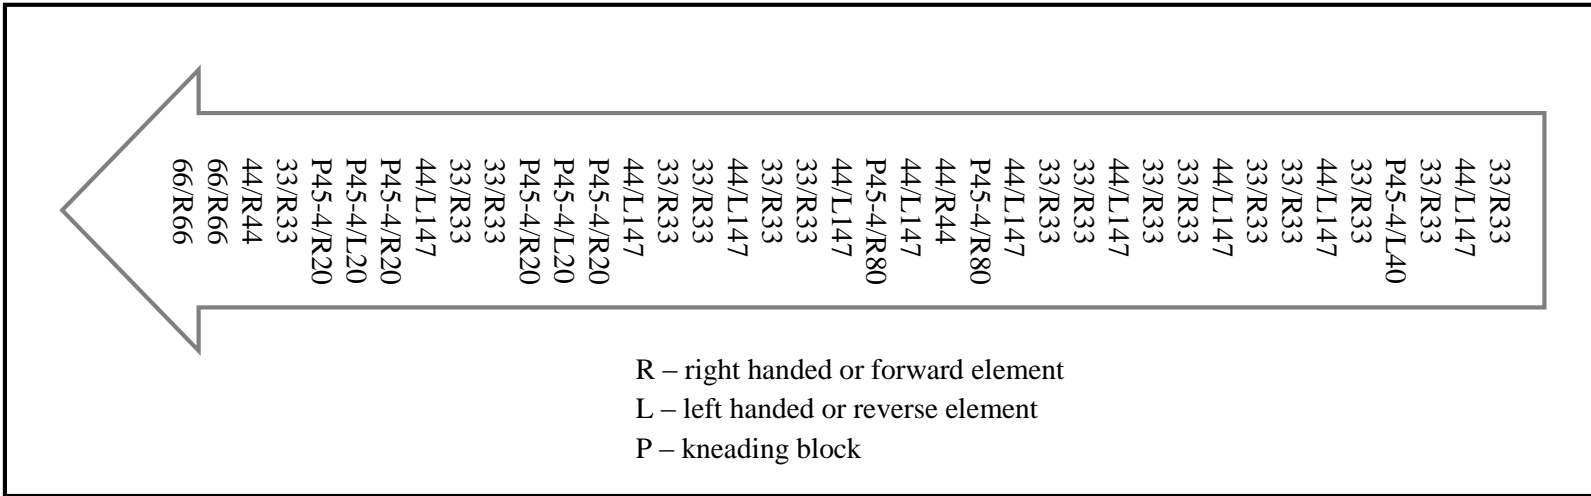 33/R33
44/L147
33/R33
P45-4/L40
33/R33
44/L147
33/R33
33/R33
44/L147
33/R33
33/R33
44/L147
33/R33
33/R33
44/L147
P45-4/R80
44/R44
44/L147
P45-4/R80
44/L147
33/R33
33/R33
44/L147
33/R33
33/R33
44/L147
P45-4/R20
P45-4/L20
P45-4/R20
33/R33
33/R33
44/L147
P45-4/R20
P45-4/L20
P45-4/R20
33/R33
44/R44
66/R66
66/R66
R – right handed or forward element
L – left handed or reverse element
P – kneading block